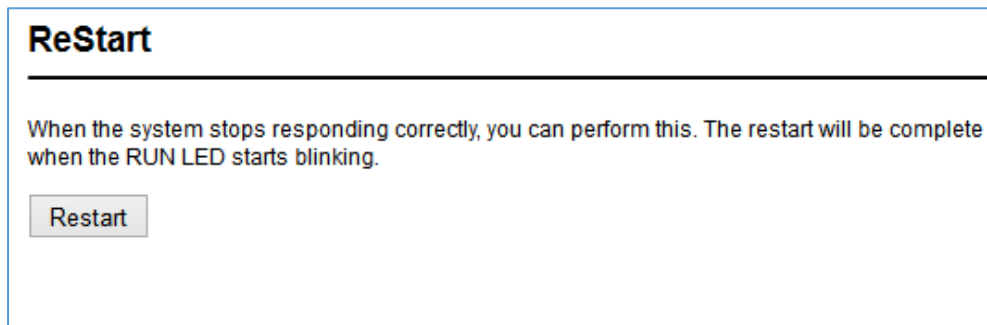 ReStart
When the system stops responding correctly, you can perform this. The restart will be complete
when the RUN LED starts blinking.
Restart